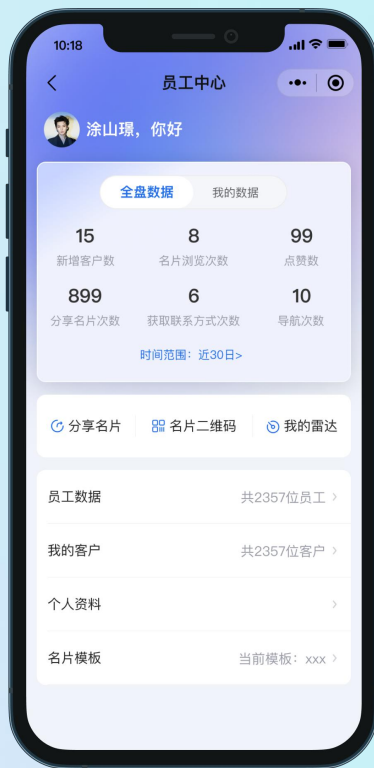 10:18
员工中心
涂山璟，你好
全盘数据 我的数据
15 8 99
新增客户数 名片浏览次数 点赞数
899 6 10
分享名片次数 获取联系方式次数 导航次数
时间范围：近30日>
分享名片 名片二维码 我的雷达
员工数据 共2357位员工
我的客户 共2357位客户
个人资料
名片模板 当前模板：xxx